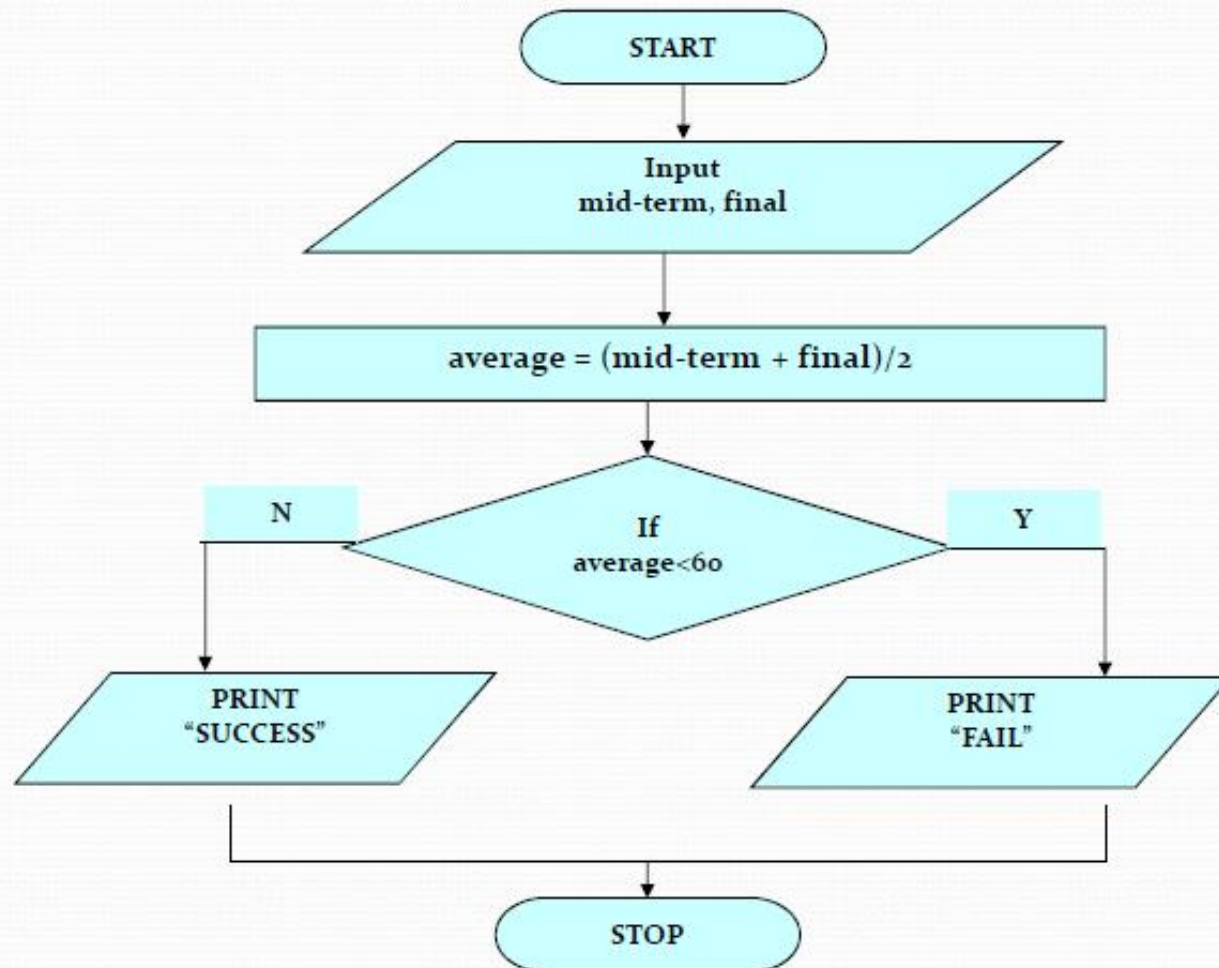 START
Input
mid-term, final
average = (mid-term + final)/2
If
average<60
N
Y
PRINT
“SUCCESS”
PRINT
“FAIL”
STOP